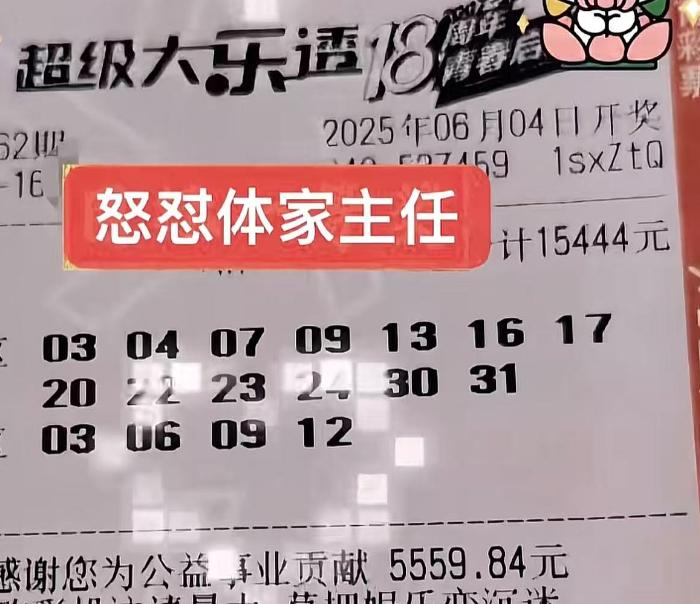 超级大乐透18周年
2025年06月04日开奖
1sxZtQ
怒怼体家主任
计15444元
03 04 07 09 13 16 17
20 22 23 24 30 31
03 06 09 12
感谢您为公益事业贡献 5559.84元